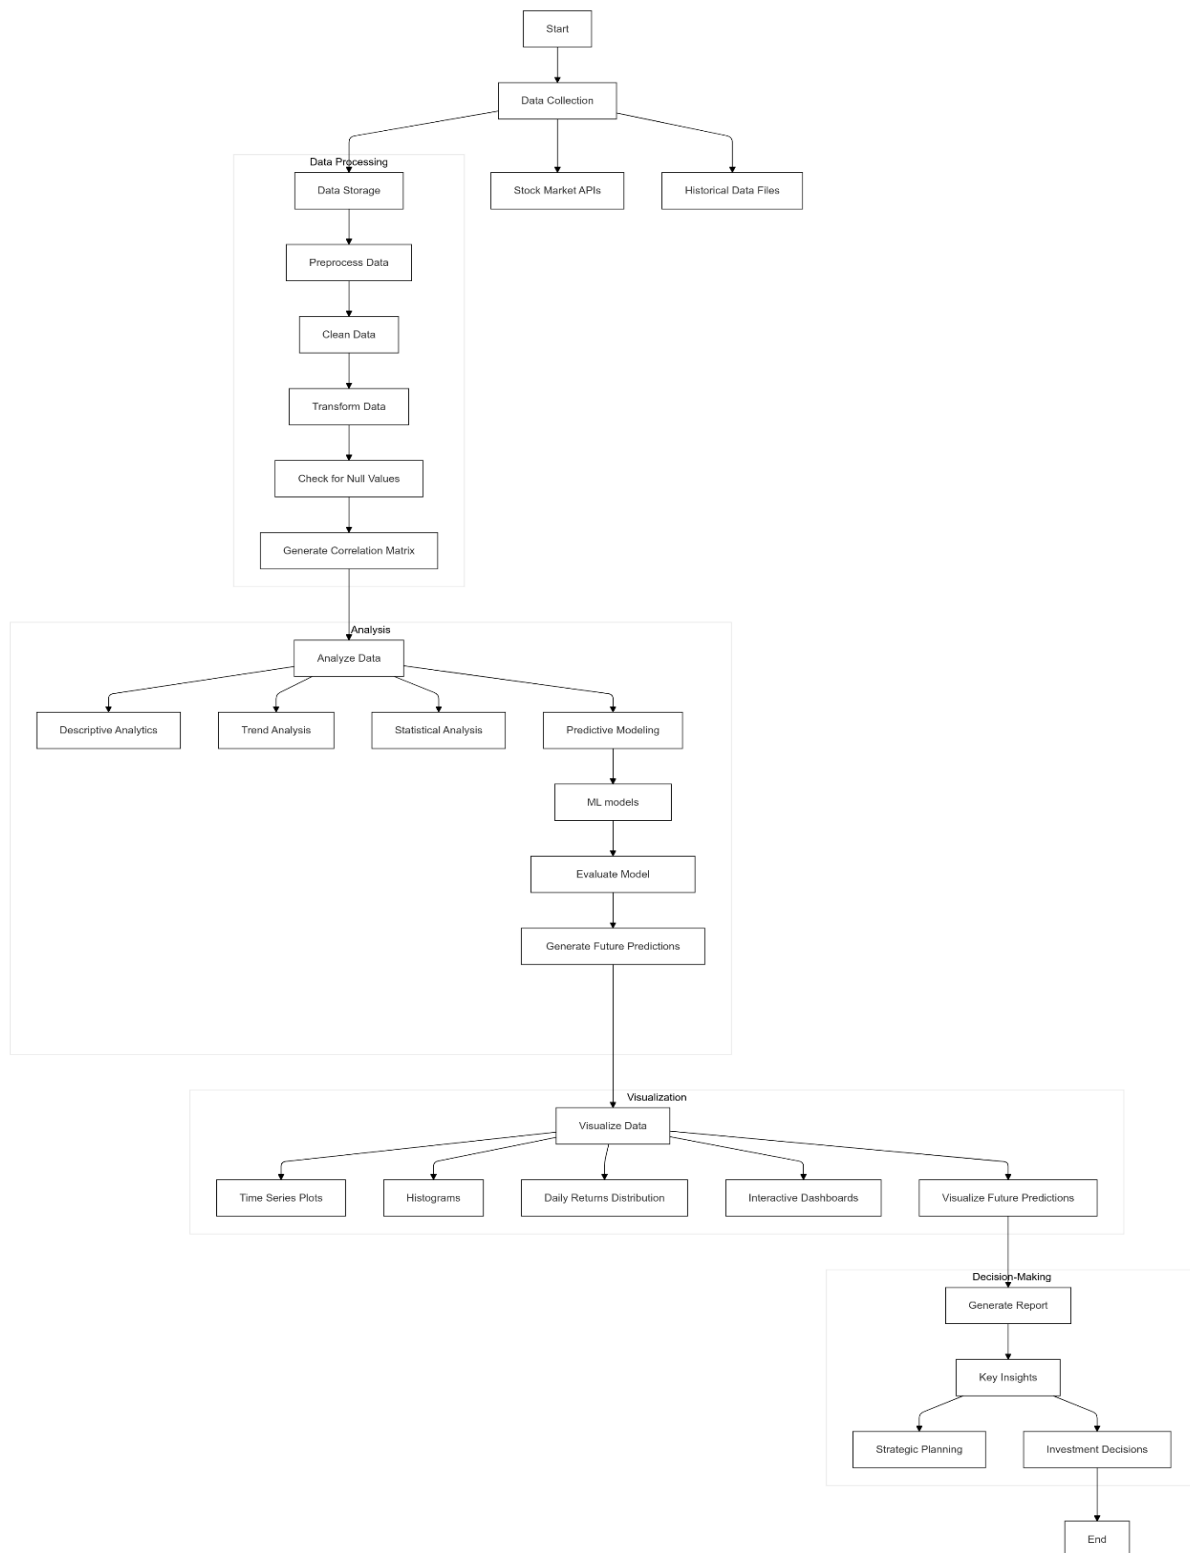 Start
Data Collection
Data Processing
Data Storage
Stock Market APIs
Historical Data Files
Preprocess Data
Clean Data
Transform Data
Check for Null Values
Generate Correlation Matrix
Analysis
Analyze Data
Descriptive Analytics
Trend Analysis
Statistical Analysis
Predictive Modeling
ML models
Evaluate Model
Generate Future Predictions
Visualization
Visualize Data
Time Series Plots
Histograms
Daily Returns Distribution
Interactive Dashboards
Visualize Future Predictions
Decision-Making
Generate Report
Key Insights
Strategic Planning
Investment Decisions
End